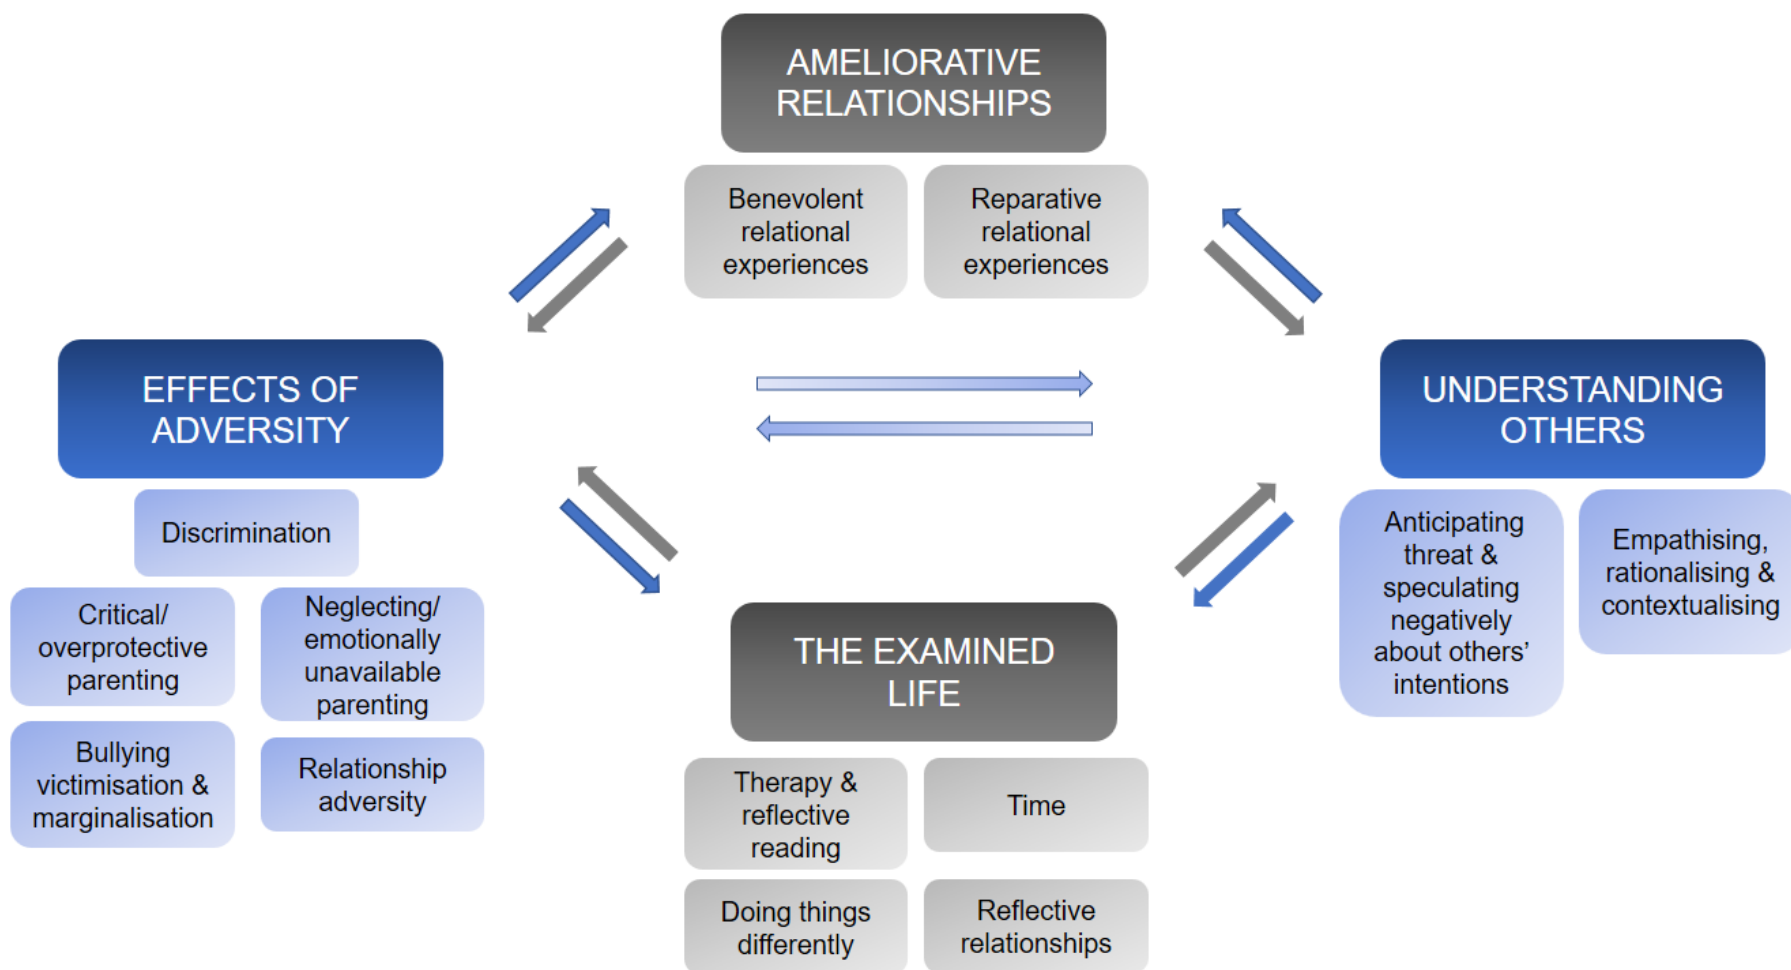 AMELIORATIVE
RELATIONSHIPS
Benevolent
relational
experiences
Reparative
relational
experiences
EFFECTS OF
ADVERSITY
Discrimination
Critical/
overprotective
parenting
Neglecting/
emotionally
unavailable
parenting
Bullying
victimisation &
marginalisation
Relationship
adversity
UNDERSTANDING
OTHERS
Anticipating
threat &
speculating
negatively
about others’
intentions
Empathising,
rationalising &
contextualising
THE EXAMINED
LIFE
Therapy &
reflective
reading
Time
Doing things
differently
Reflective
relationships